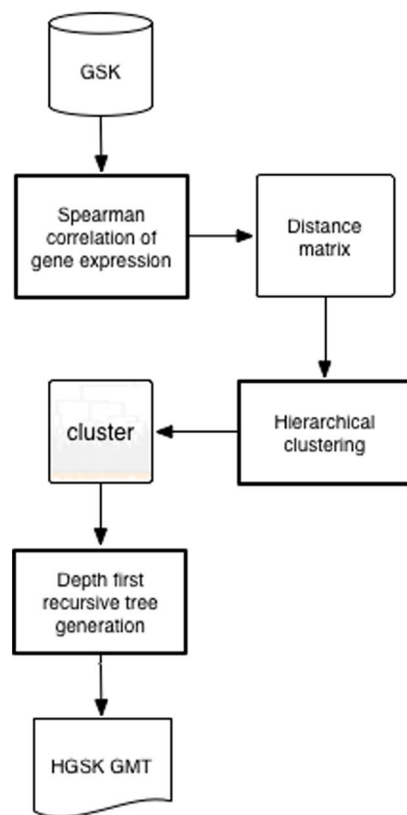 GSK
Spearman
correlation of
gene expression
Distance
matrix
Hierarchical
clustering
cluster
Depth first
recursive tree
generation
HGSK GMT